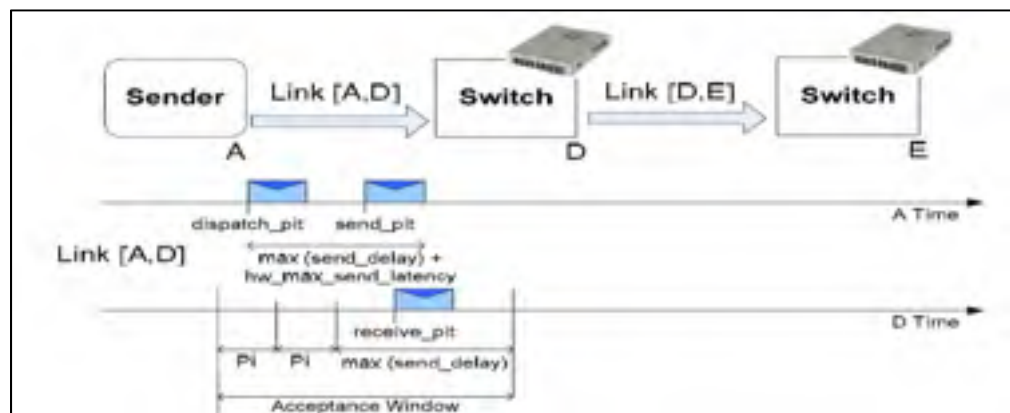 Sender
Link [A,D]
Switch
Link [D,E]
Switch
A
D
E
dispatch_pit
send_pit
A Time
Link [A,D]
max (send_delay) +
hw_max_send_latency
receive_pit
D Time
Pi
Pi
max (send_delay)
Acceptance Window